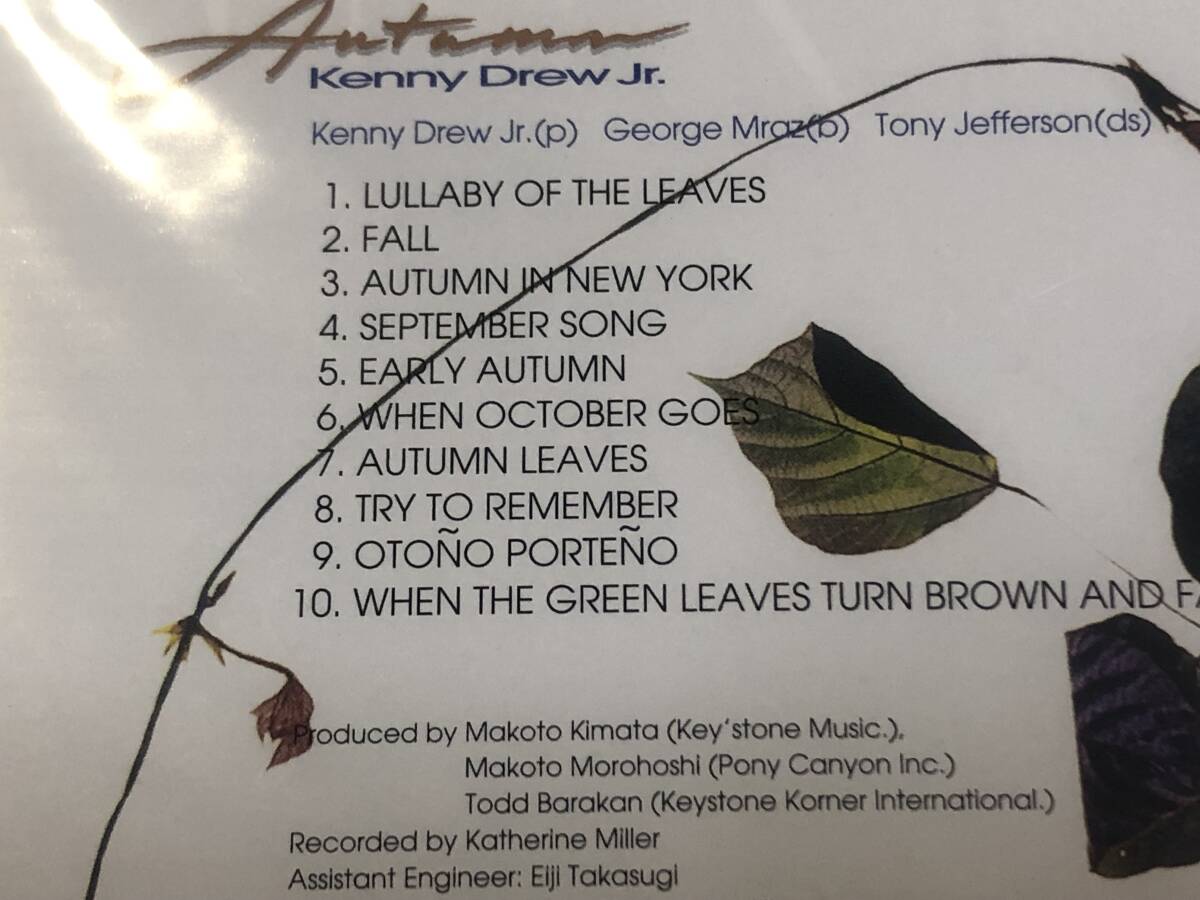 Autumn
Kenny Drew Jr.
Kenny Drew Jr.(p) George Mraz(b) Tony Jefferson(ds)
1. LULLABY OF THE LEAVES
2. FALL
3. AUTUMN IN NEW YORK
4. SEPTEMBER SONG
5. EARLY AUTUMN
6. WHEN OCTOBER GOES
7. AUTUMN LEAVES
8. TRY TO REMEMBER
9. OTOÑO PORTEÑO
10. WHEN THE GREEN LEAVES TURN BROWN AND
Produced by Makoto Kimata (Key'stone Music.),
Makoto Morohoshi (Pony Canyon Inc.)
Todd Barakan (Keystone Korner International.)
Recorded by Katherine Miller
Assistant Engineer: Eiji Takasugi